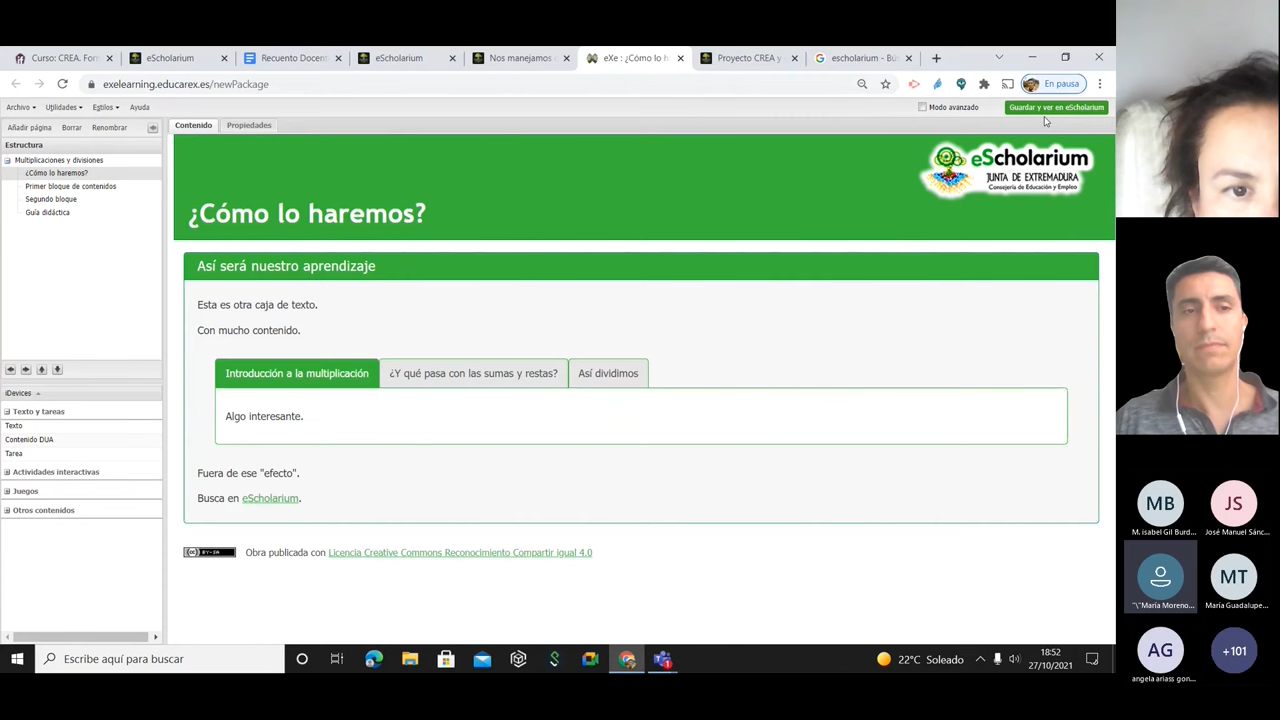 Curso: CREA. For
eScholarium
Recuento Docen
eScholarium
Nos manejamos
eXe : ¿Cómo lo h
Proyecto CREA y
escholarium - Bú
exelearning.educarex.es/newPackage
En pausa
Archivo
Utilidades
Estilos
Ayuda
Modo avanzado
Guardar y ver en eScholarium
Añadir página
Borrar
Renombrar
Contenido
Propiedades
Estructura
Multiplicaciones y divisiones
¿Cómo lo haremos?
Primer bloque de contenidos
Segundo bloque
Guía didáctica
eScholarium
JUNTA DE EXTREMADURA
Consejería de Educación y Empleo
¿Cómo lo haremos?
Así será nuestro aprendizaje
Esta es otra caja de texto.
Con mucho contenido.
Introducción a la multiplicación
¿Y qué pasa con las sumas y restas?
Así dividimos
Algo interesante.
Fuera de ese "efecto".
Busca en eScholarium.
iDevices
Texto y tareas
Texto
Contenido DUA
Tarea
Actividades interactivas
Juegos
Otros contenidos
BY-SA
Obra publicada con Licencia Creative Commons Reconocimiento Compartir igual 4.0
MB
M. isabel Gil Burd...
JS
José Manuel Sánc...
"\"María Moreno...
MT
María Guadalupe...
AG
angela ariass gon...
+101
Escribe aquí para buscar
22°C Soleado
18:52
27/10/2021